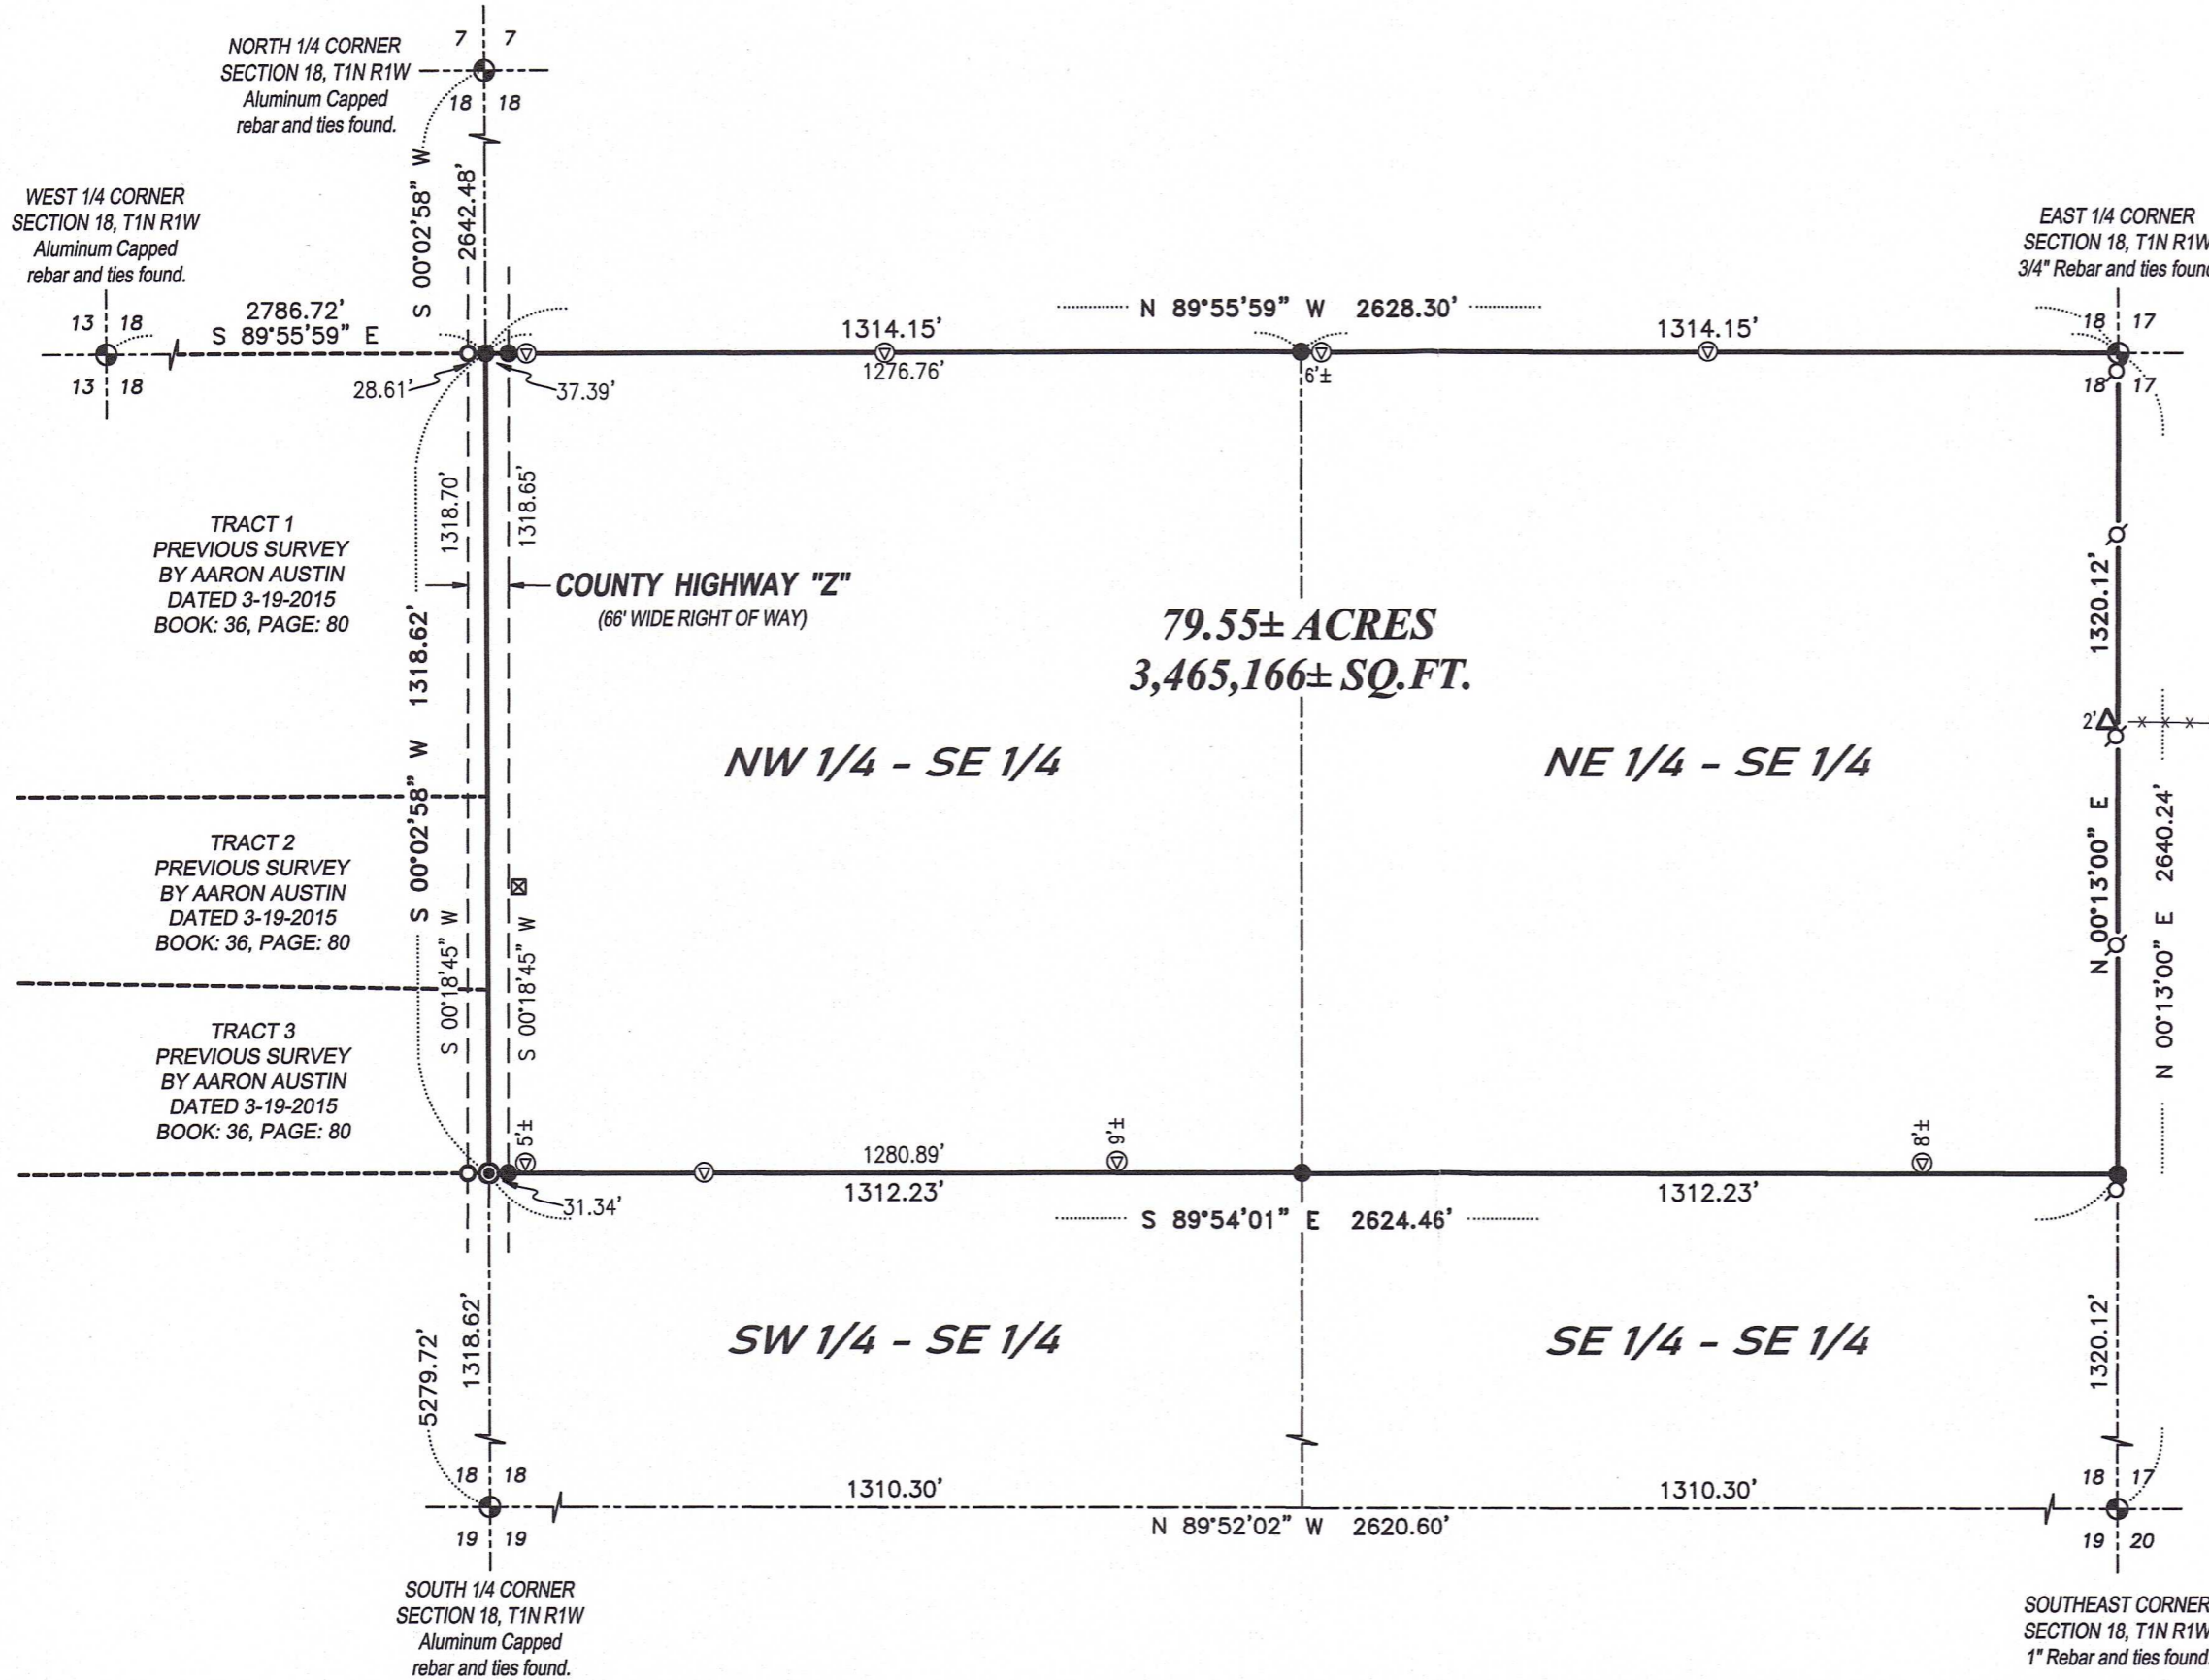 7 7
NORTH 1/4 CORNER
SECTION 18, T1N R1W
Aluminum Capped
rebar and ties found.
18 18
S 00°02'58" W
2642.48'
WEST 1/4 CORNER
SECTION 18, T1N R1W
Aluminum Capped
rebar and ties found.
13 18
13 18
2786.72'
S 89°55'59" E
EAST 1/4 CORNER
SECTION 18, T1N R1W
3/4" Rebar and ties found
18 17
18 17
N 89°55'59" W 2628.30'
1314.15'
1314.15'
1276.76'
6'±
28.61'
37.39'
1318.70'
1318.65'
TRACT 1
PREVIOUS SURVEY
BY AARON AUSTIN
DATED 3-19-2015
BOOK: 36, PAGE: 80
COUNTY HIGHWAY "Z"
(66' WIDE RIGHT OF WAY)
79.55± ACRES
3,465,166± SQ.FT.
S 00°02'58" W 1318.62'
1320.12'
2'
x x x
NW 1/4 - SE 1/4
NE 1/4 - SE 1/4
N 00°13'00" E
N 00°13'00" E 2640.24'
TRACT 2
PREVIOUS SURVEY
BY AARON AUSTIN
DATED 3-19-2015
BOOK: 36, PAGE: 80
S 00°18'45" W
S 00°18'45" W
TRACT 3
PREVIOUS SURVEY
BY AARON AUSTIN
DATED 3-19-2015
BOOK: 36, PAGE: 80
5'±
9'±
8'±
1280.89'
1312.23'
1312.23'
31.34'
S 89°54'01" E 2624.46'
SW 1/4 - SE 1/4
SE 1/4 - SE 1/4
5279.72'
1318.62'
1320.12'
18 18
19 19
1310.30'
1310.30'
N 89°52'02" W 2620.60'
18 17
19 20
SOUTH 1/4 CORNER
SECTION 18, T1N R1W
Aluminum Capped
rebar and ties found.
SOUTHEAST CORNER
SECTION 18, T1N R1W
1" Rebar and ties found